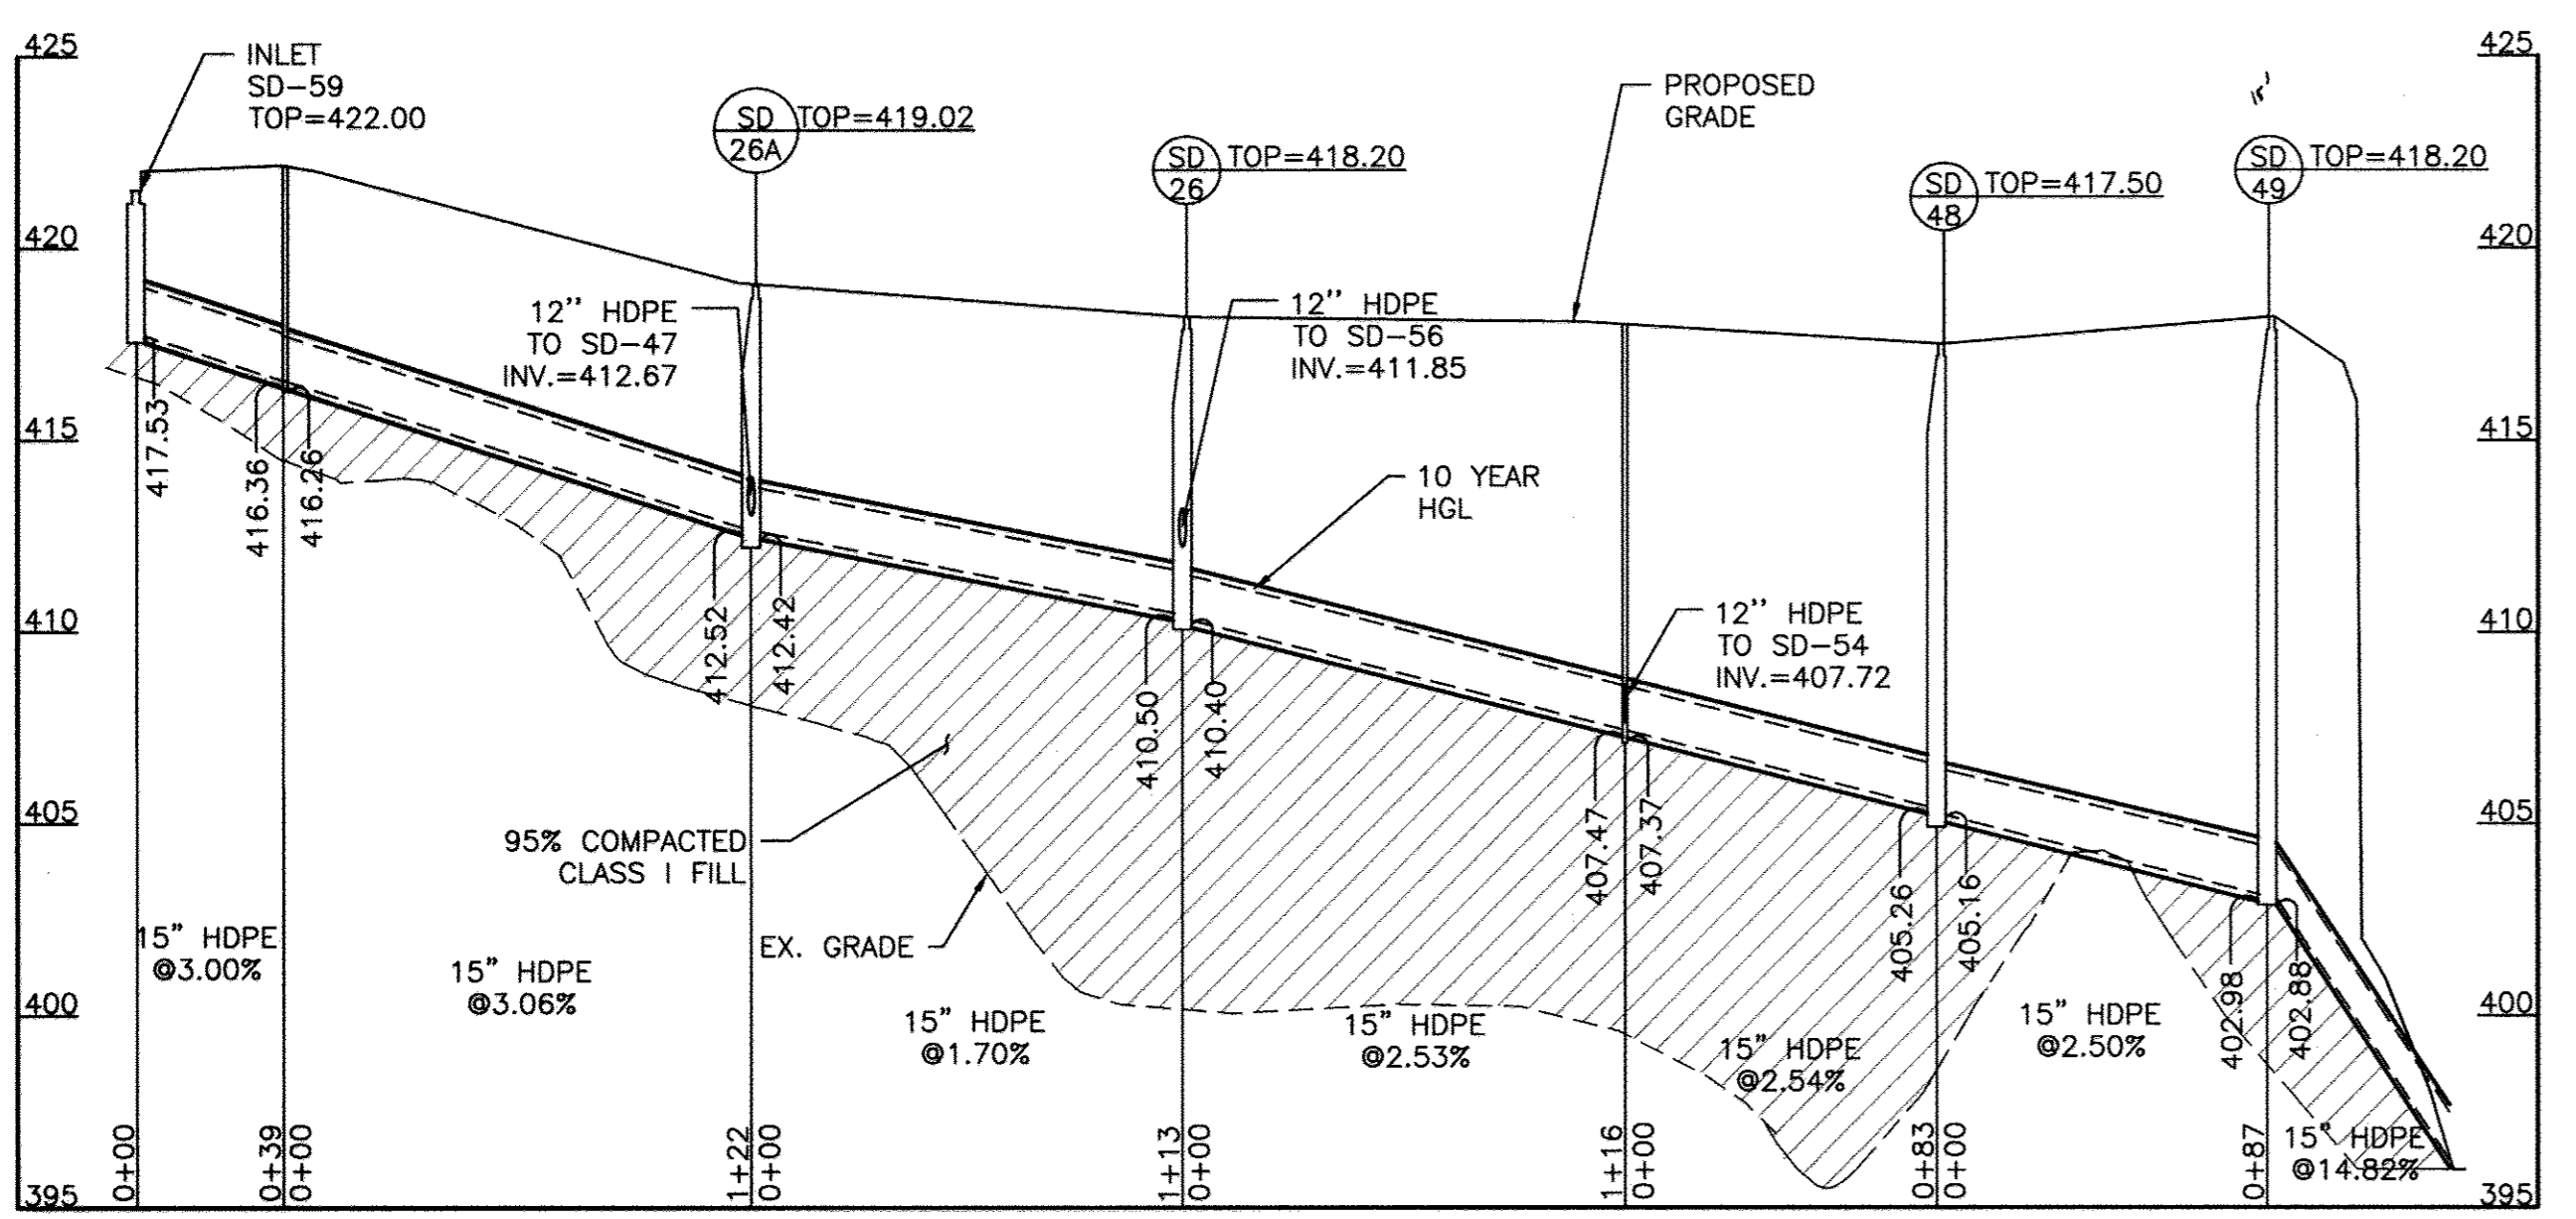 425
INLET
SD-59
TOP=422.00
SD
26A
TOP=419.02
SD
26
TOP=418.20
PROPOSED
GRADE
SD
48
TOP=417.50
15'
SD
49
TOP=418.20
425
420
420
12" HDPE
TO SD-47
INV.=412.67
12" HDPE
TO SD-56
INV.=411.85
415
415
417.53
416.36
416.26
10 YEAR
HGL
410
410
412.52
412.42
410.50
410.40
12" HDPE
TO SD-54
INV.=407.72
405
405
95% COMPACTED
CLASS I FILL
407.47
407.37
405.26
405.16
EX. GRADE
402.98
402.88
400
400
15" HDPE
@3.00%
15" HDPE
@3.06%
15" HDPE
@1.70%
15" HDPE
@2.53%
15" HDPE
@2.54%
15" HDPE
@2.50%
15" HDPE
@14.82%
0+00
0+39
0+00
1+22
0+00
1+13
0+00
1+16
0+00
0+83
0+00
0+87
395
395